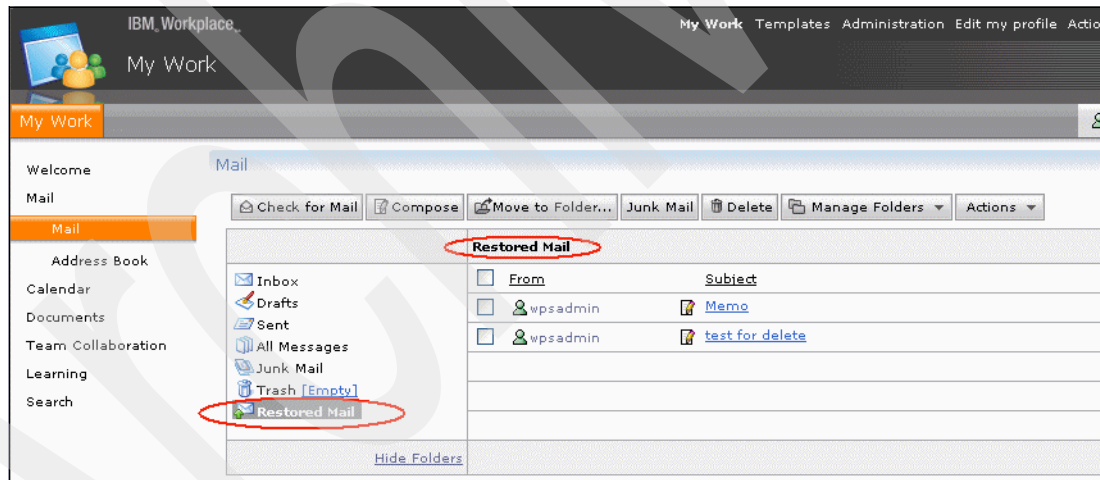 IBM Workplace™
My Work Templates Administration Edit my profile Actio
My Work
My Work
Welcome
Mail
Mail
Address Book
Calendar
Documents
Team Collaboration
Learning
Search
Mail
Check for Mail Compose Move to Folder... Junk Mail Delete Manage Folders Actions
Restored Mail
Inbox
Drafts
Sent
All Messages
Junk Mail
Trash [Empty]
Restored Mail
Hide Folders
From Subject
wpsadmin Memo
wpsadmin test for delete